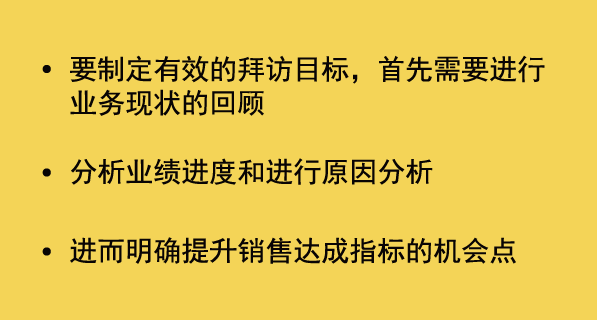 • 要制定有效的拜访目标，首先需要进行
业务现状的回顾
• 分析业绩进度和进行原因分析
• 进而明确提升销售达成指标的机会点